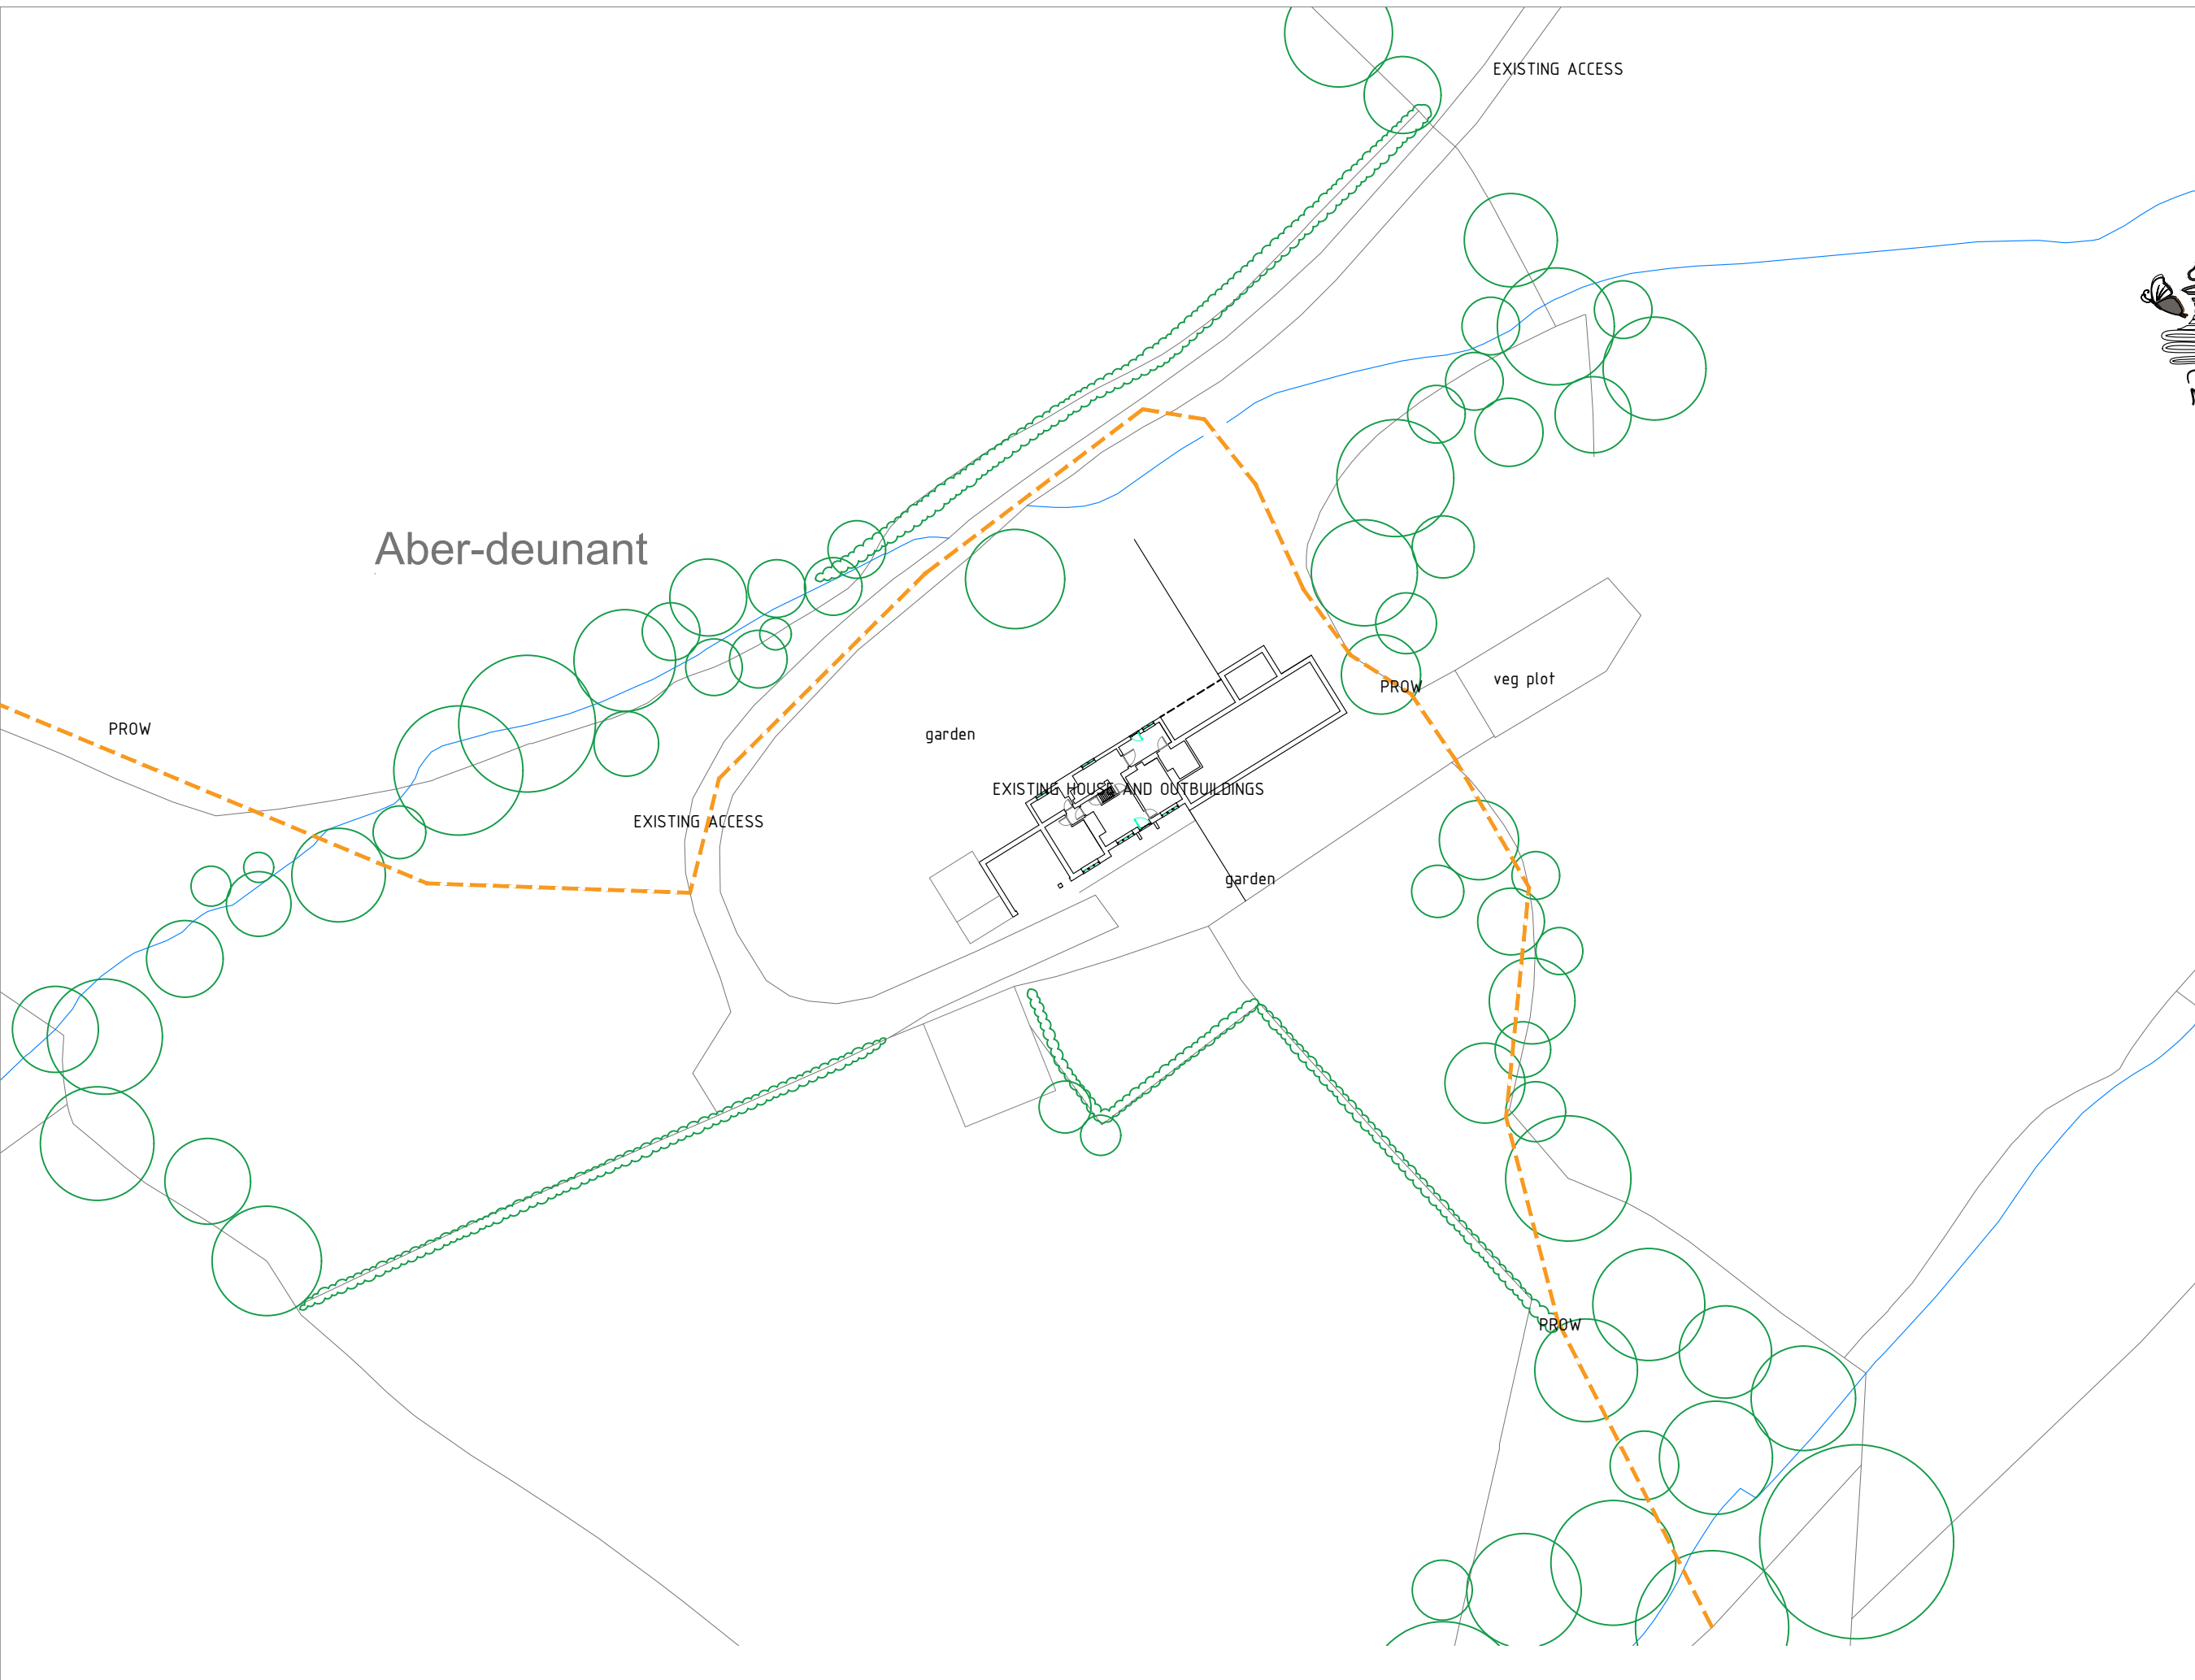 EXISTING ACCESS
Aber-deunant
veg plot
PROW
PROW
garden
EXISTING HOUSE AND OUTBUILDINGS
EXISTING ACCESS
garden
PROW